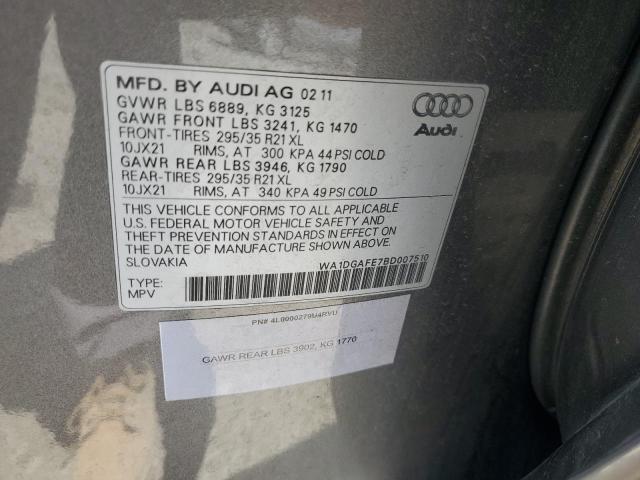 MFD. BY AUDI AG 02 11
GVWR LBS 6889, KG 3125
GAWR FRONT LBS 3241, KG 1470
FRONT-TIRES 295/35 R21 XL
10JX21 RIMS, AT 300 KPA 44 PSI COLD
GAWR REAR LBS 3946, KG 1790
REAR-TIRES 295/35 R21 XL
10JX21 RIMS, AT 340 KPA 49 PSI COLD
Audi
THIS VEHICLE CONFORMS TO ALL APPLICABLE
U.S. FEDERAL MOTOR VEHICLE SAFETY AND
THEFT PREVENTION STANDARDS IN EFFECT ON
THE DATE OF MANUFACTURE SHOWN ABOVE.
SLOVAKIA WA1DGAFE7BD007510
TYPE:
MPV
PN# 4L0000279U4RVU
GAWR REAR LBS 3902, KG 1770